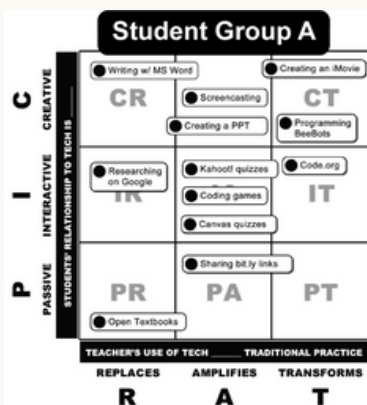 Student Group A
C
CREATIVE
I
INTERACTIVE
P
PASSIVE
STUDENTS' RELATIONSHIP TO TECH IS ______
Writing w/ MS Word
Creating an iMovie
CR
Screencasting
CT
Creating a PPT
Programming
BeeBots
Researching
on Google
Kahoot! quizzes
Code.org
IT
Coding games
Canvas quizzes
Sharing bit.ly links
PR
PA
PT
Open Textbooks
TEACHER'S USE OF TECH ______ TRADITIONAL PRACTICE
REPLACES
AMPLIFIES
TRANSFORMS
R
A
T